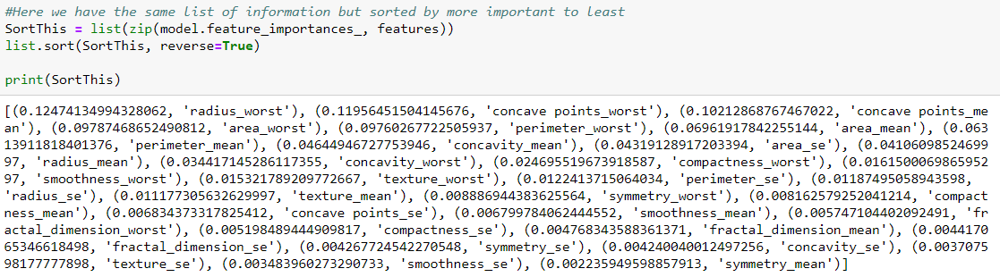 #Here we have the same list of information but sorted by more important to least
SortThis = list(zip(model.feature_importances_, features))
list.sort(SortThis, reverse=True)
print(SortThis)
[(0.12474134994328062, 'radius_worst'), (0.11956451504145676, 'concave points_worst'), (0.10212868767467022, 'concave points_me
an'), (0.09787468652490812, 'area_worst'), (0.09760267722505937, 'perimeter_worst'), (0.06961917842255144, 'area_mean'), (0.063
13911818401376, 'perimeter_mean'), (0.04644946727753946, 'concavity_mean'), (0.04319128917203394, 'area_se'), (0.04106098524699
97, 'radius_mean'), (0.034417145286117355, 'concavity_worst'), (0.024695519673918587, 'compactness_worst'), (0.0161500069865952
97, 'smoothness_worst'), (0.015321789209772667, 'texture_worst'), (0.0122413715064034, 'perimeter_se'), (0.01187495058943598,
'radius_se'), (0.011177305632629997, 'texture_mean'), (0.008886944383625564, 'symmetry_worst'), (0.008162579252041214, 'compact
ness_mean'), (0.006834373317825412, 'concave points_se'), (0.006799784062444552, 'smoothness_mean'), (0.005747104402092491, 'fr
actal_dimension_worst'), (0.005198489444909817, 'compactness_se'), (0.004768343588361371, 'fractal_dimension_mean'), (0.0044170
65346618498, 'fractal_dimension_se'), (0.004267724542270548, 'symmetry_se'), (0.004240040012497256, 'concavity_se'), (0.0037075
98177777898, 'texture_se'), (0.003483960273290733, 'smoothness_se'), (0.002235949598857913, 'symmetry_mean')]